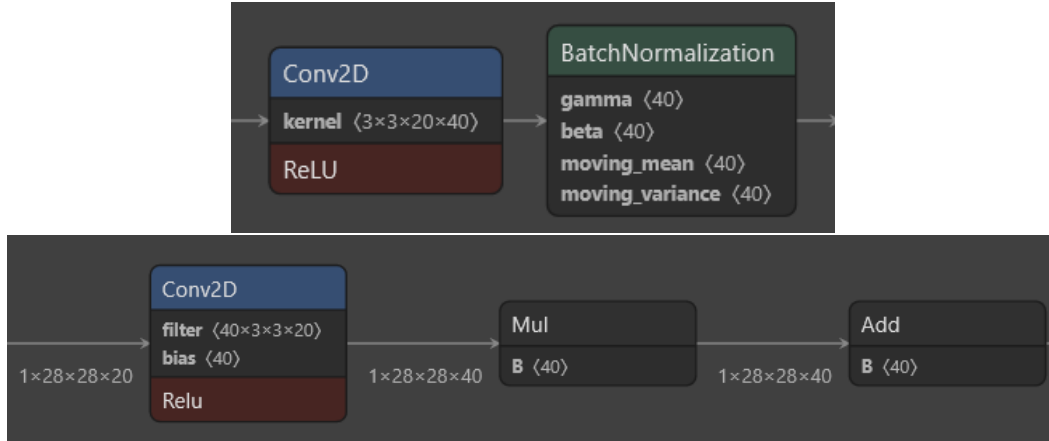 Conv2D
kernel ⟨3×3×20×40⟩
ReLU
BatchNormalization
gamma ⟨40⟩
beta ⟨40⟩
moving_mean ⟨40⟩
moving_variance ⟨40⟩
1×28×28×20
Conv2D
filter ⟨40×3×3×20⟩
bias ⟨40⟩
Relu
1×28×28×40
Mul
B ⟨40⟩
1×28×28×40
Add
B ⟨40⟩